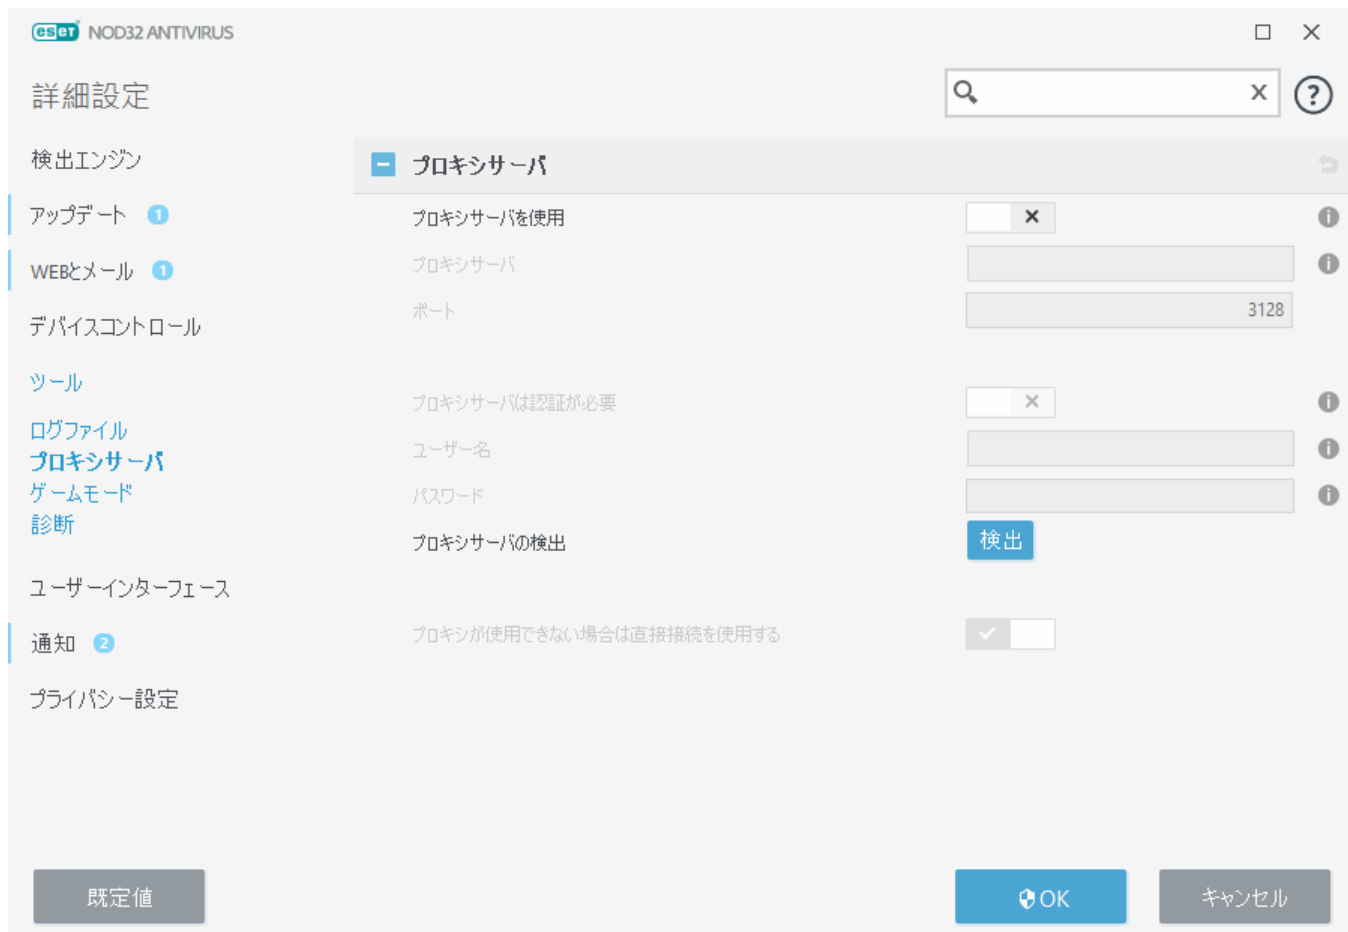 eset NOD32 ANTIVIRUS
詳細設定
検出エンジン
アップデート 1
WEBとメール 1
デバイスコントロール
ツール
ログファイル
プロキシサーバ
ゲームモード
診断
ユーザーインターフェース
通知 2
プライバシー設定
プロキシサーバ
プロキシサーバを使用
プロキシサーバ
ポート 3128
プロキシサーバは認証が必要
ユーザー名
パスワード
プロキシサーバの検出 検出
プロキシが使用できない場合は直接接続を使用する
既定値 OK キャンセル